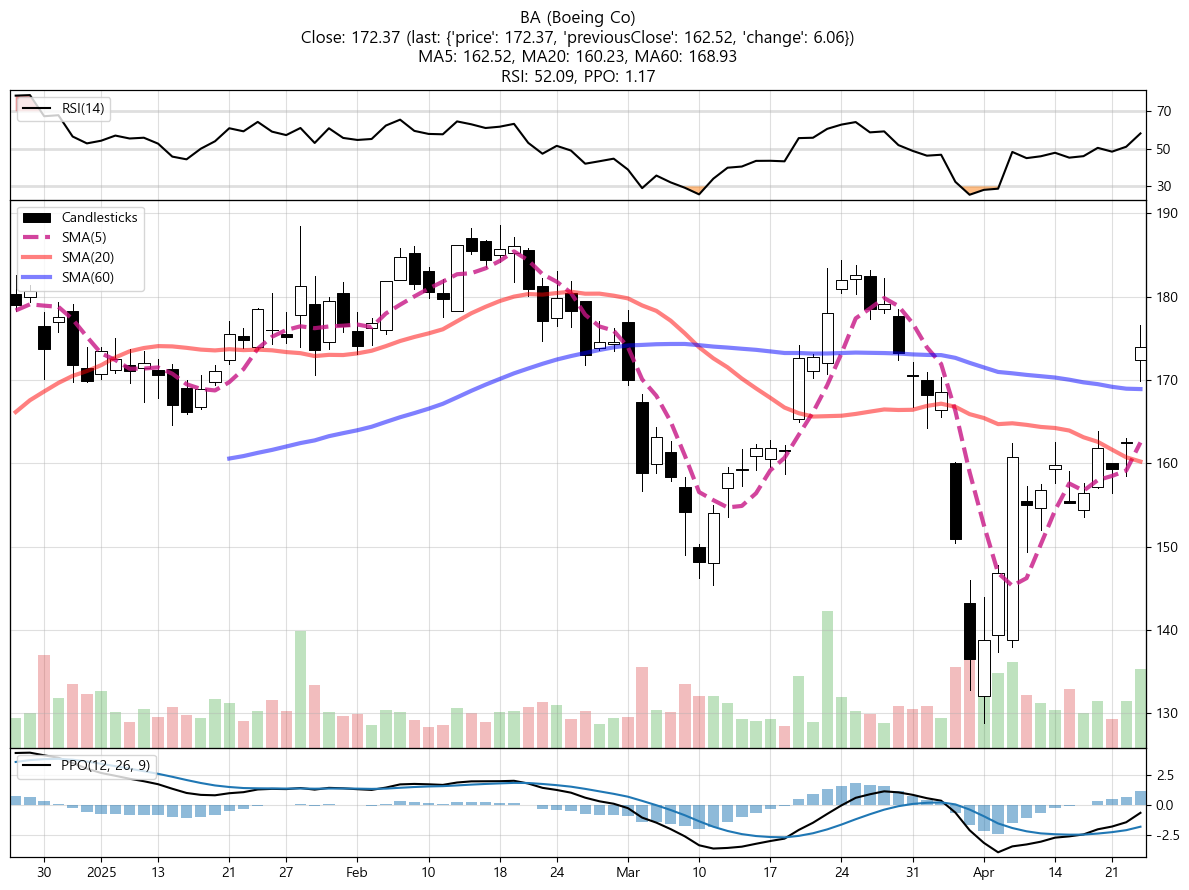 BA (Boeing Co)
Close: 172.37 (last: {'price': 172.37, 'previousClose': 162.52, 'change': 6.06})
MA5: 162.52, MA20: 160.23, MA60: 168.93
RSI: 52.09, PPO: 1.17
RSI(14)
70
50
30
Candlesticks
SMA(5)
SMA(20)
SMA(60)
190
180
170
160
150
140
130
PPO(12, 26, 9)
2.5
0.0
−2.5
30 2025 13 21 27 Feb 10 18 24 Mar 10 17 24 31 Apr 14 21